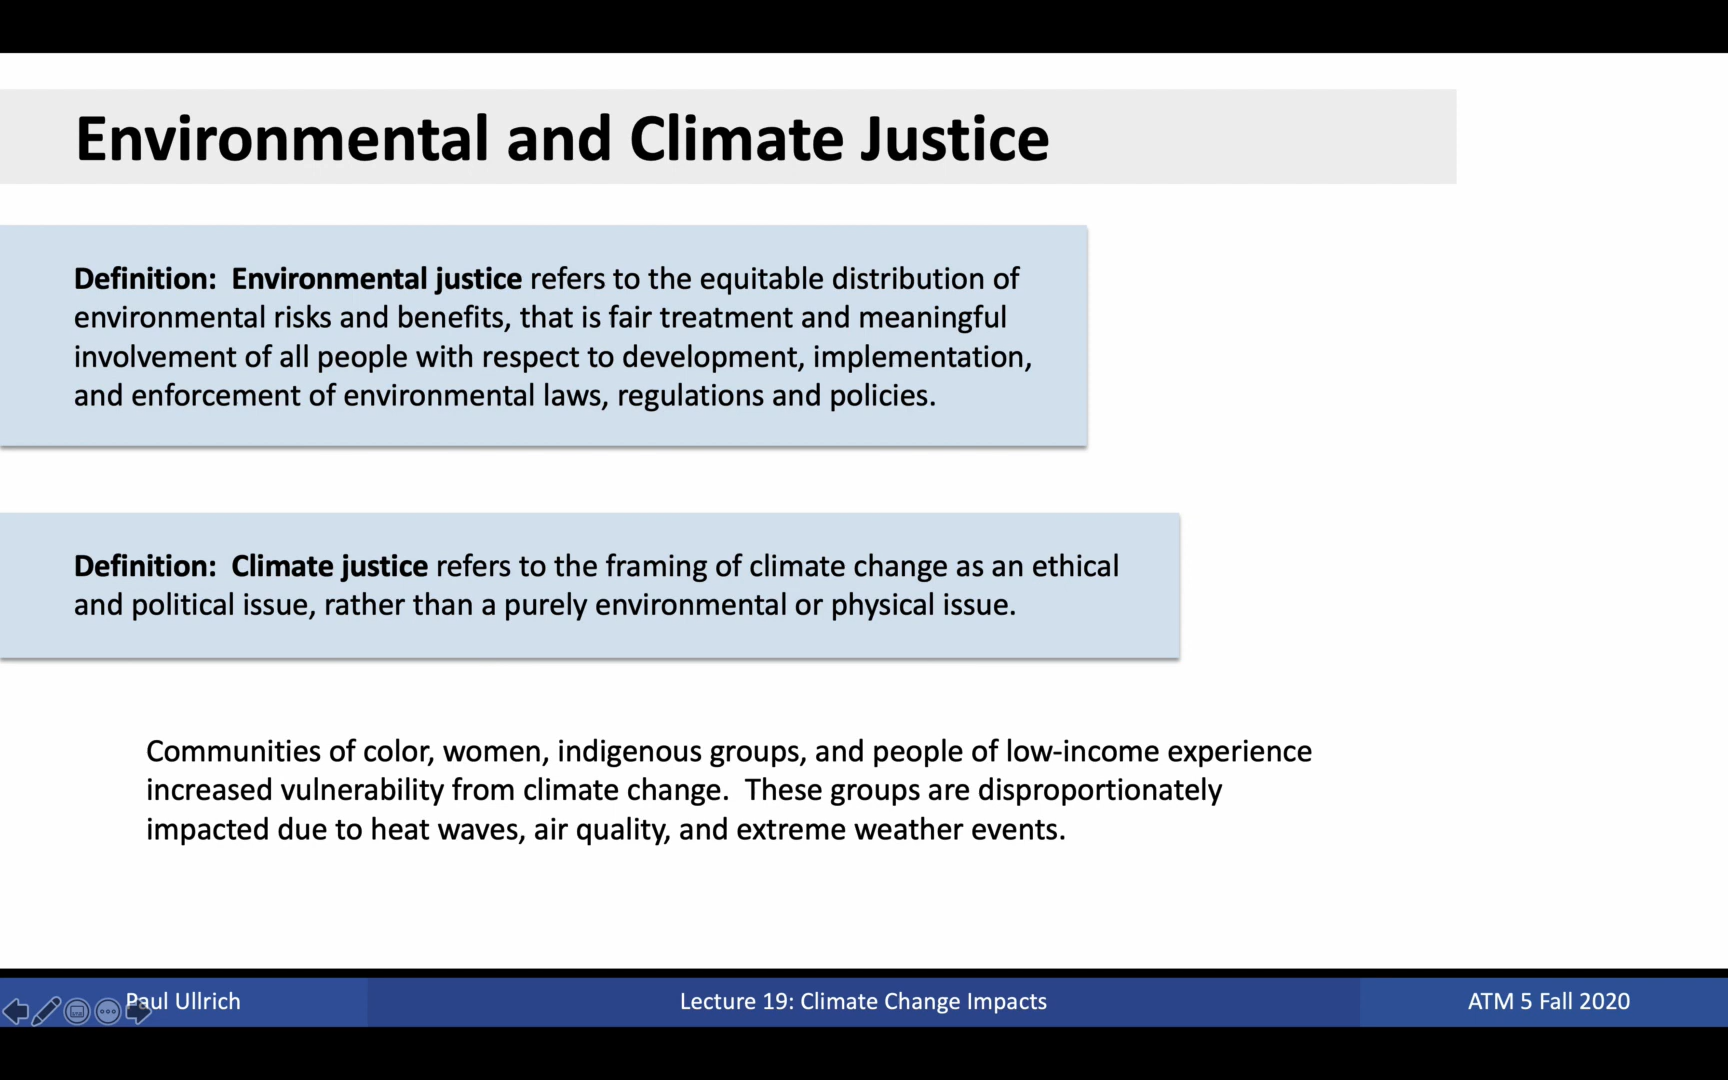 Environmental and Climate Justice
Definition:  Environmental justice refers to the equitable distribution of
environmental risks and benefits, that is fair treatment and meaningful
involvement of all people with respect to development, implementation,
and enforcement of environmental laws, regulations and policies.
Definition:  Climate justice refers to the framing of climate change as an ethical
and political issue, rather than a purely environmental or physical issue.
Communities of color, women, indigenous groups, and people of low-income experience
increased vulnerability from climate change.  These groups are disproportionately
impacted due to heat waves, air quality, and extreme weather events.
Paul Ullrich
Lecture 19: Climate Change Impacts
ATM 5 Fall 2020